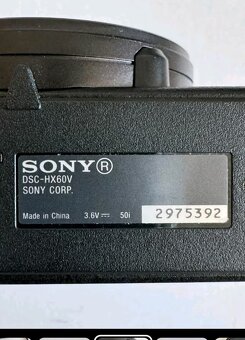 SONY®
DSC-HX60V
SONY CORP.
Made in China 3.6V⎓ 50i 2975392